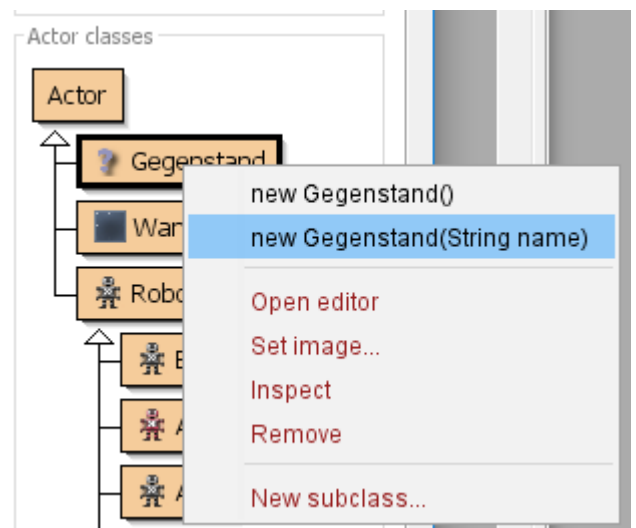 Actor classes
Actor
Gegenstand
new Gegenstand()
new Gegenstand(String name)
Open editor
Set image...
Inspect
Remove
New subclass...